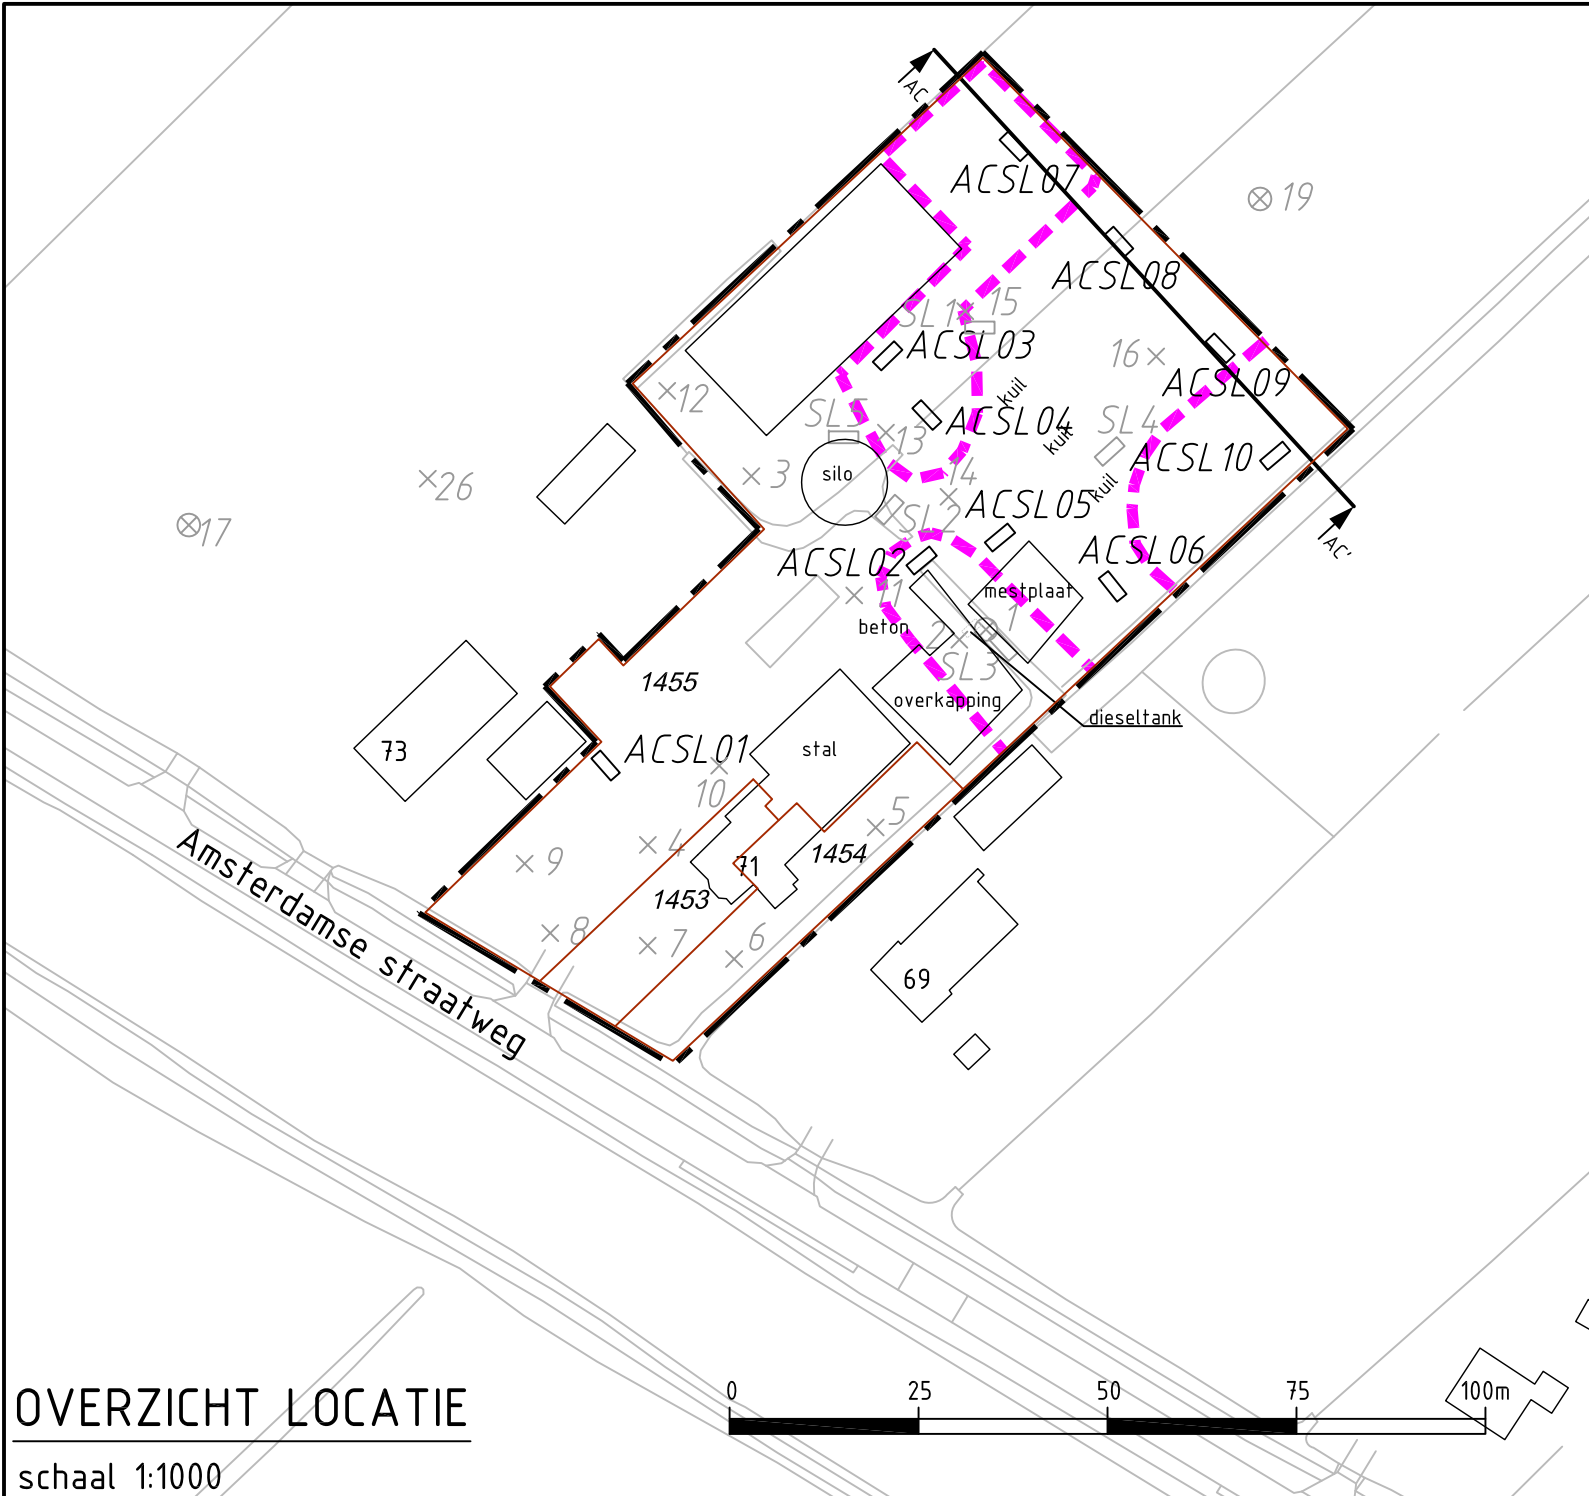 AC
ACSL07
19
ACSL08
SL1
15
ACSL03
16
ACSL09
12
kuil
SL5
ACSL04
SL4
13
kuil
ACSL10
3
silo
14
kuil
26
ACSL05
17
SL2
AC'
ACSL06
ACSL02
mestplaat
11
1
beton
2
SL3
1455
overkapping
dieseltank
73
ACSL01
stal
10
5
4
1454
9
71
1453
Amsterdamse straatweg
8
7
6
69
OVERZICHT LOCATIE
0 25 50 75 100m
schaal 1:1000